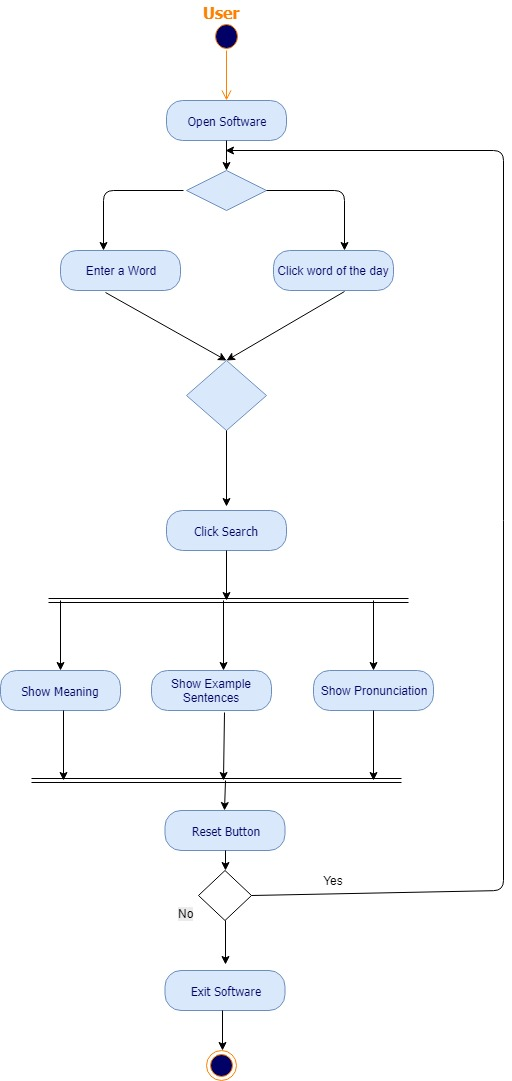 User
Open Software
Enter a Word
Click word of the day
Click Search
Show Meaning
Show Example
Sentences
Show Pronunciation
Reset Button
Yes
No
Exit Software